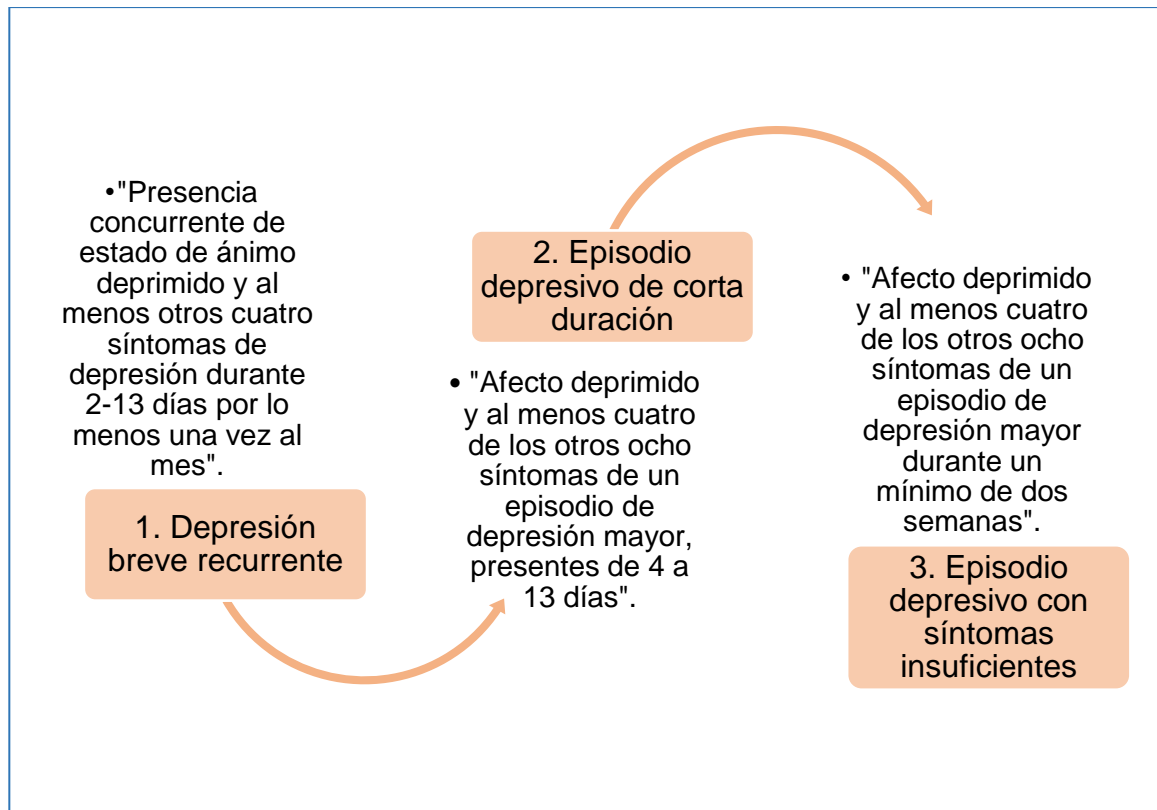 •"Presencia
concurrente de
estado de ánimo
deprimido y al
menos otros cuatro
síntomas de
depresión durante
2-13 días por lo
menos una vez al
mes".
1. Depresión
breve recurrente
2. Episodio
depresivo de corta
duración
• "Afecto deprimido
y al menos cuatro
de los otros ocho
síntomas de un
episodio de
depresión mayor,
presentes de 4 a
13 días".
• "Afecto deprimido
y al menos cuatro
de los otros ocho
síntomas de un
episodio de
depresión mayor
durante un
mínimo de dos
semanas".
3. Episodio
depresivo con
síntomas
insuficientes